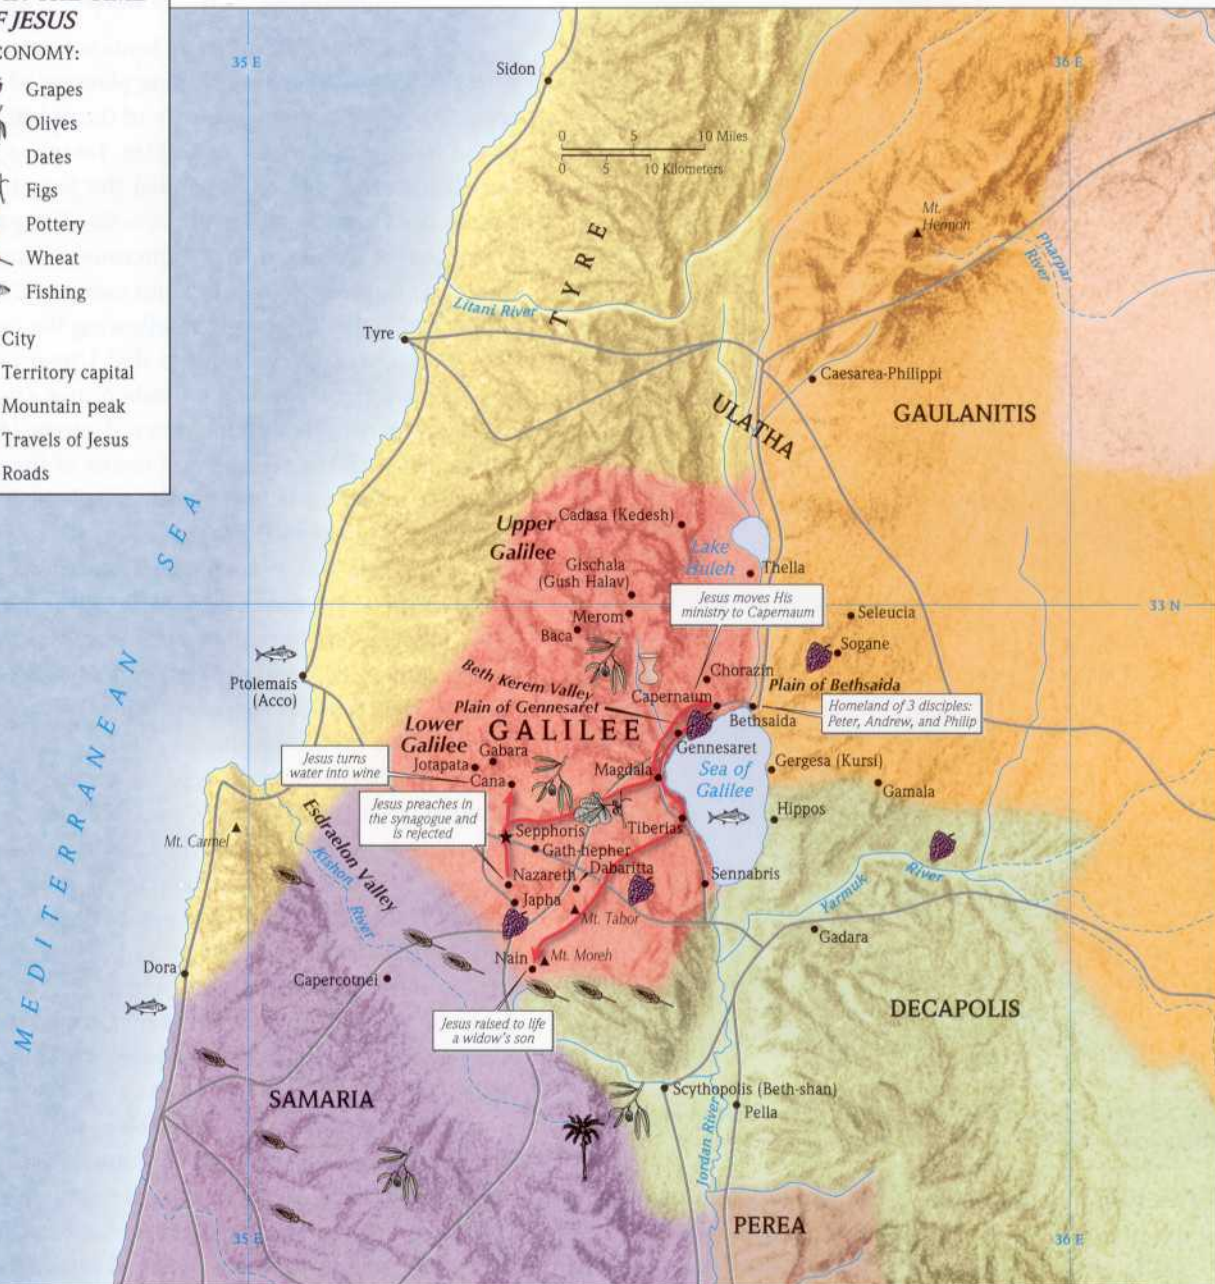 F JESUS
CONOMY:
Grapes
Olives
Dates
Figs
Pottery
Wheat
Fishing
City
Territory capital
Mountain peak
Travels of Jesus
Roads
35 E
36 E
Sidon
0 5 10 Miles
0 5 10 Kilometers
Mt.
Hermon
Pharpar
River
TYRE
Litani River
Tyre
Caesarea-Philippi
ULATHA
GAULANITIS
MEDITERRANEAN SEA
Upper
Galilee
Cadasa (Kedesh)
Lake
Huleh
Gischala
(Gush Halav)
Thella
Jesus moves His
ministry to Capernaum
33 N
Merom
Baca
Seleucia
Sogane
Ptolemais
(Acco)
Beth Kerem Valley
Chorazin
Plain of Bethsaida
Capernaum
Plain of Gennesaret
Bethsaida
Homeland of 3 disciples:
Peter, Andrew, and Philip
Lower
Galilee
GALILEE
Gennesaret
Jesus turns
water into wine
Gabara
Jotapata
Cana
Magdala
Sea of
Galilee
Gergesa (Kursi)
Gamala
Jesus preaches in
the synagogue and
is rejected
Hippos
Mt. Carmel
Esdraelon Valley
Kishon
River
Sepphoris
Tiberias
Gath-hepher
Dabaritta
Nazareth
Sennabris
Yarmuk
River
Japha
Mt. Tabor
Gadara
Nain
Mt. Moreh
Dora
Capercotnei
DECAPOLIS
Jesus raised to life
a widow's son
SAMARIA
Scythopolis (Beth-shan)
Pella
Jordan River
PEREA
35 E
36 E